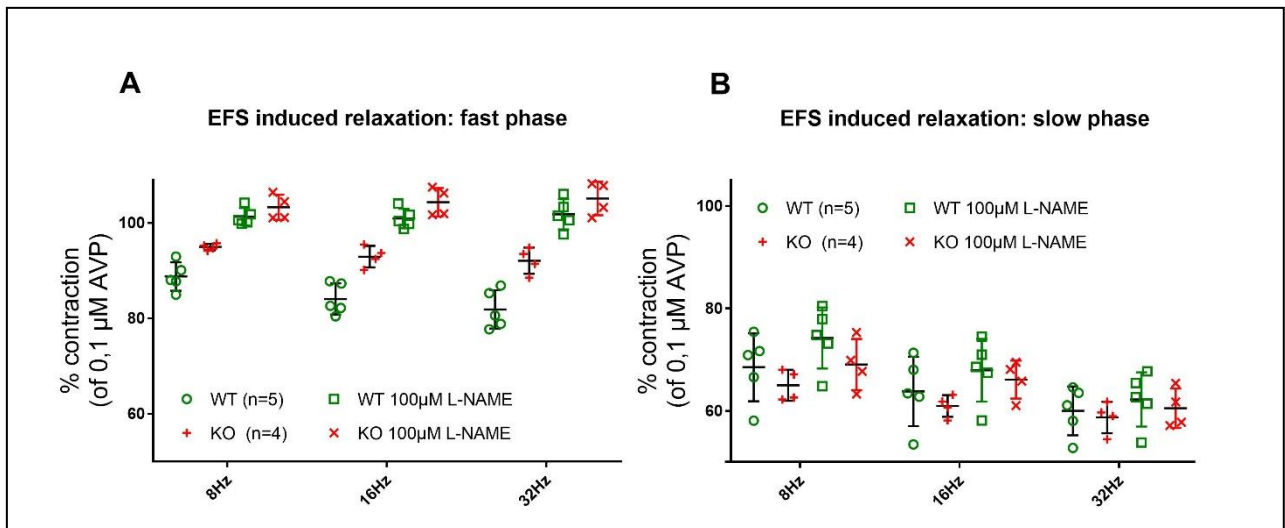 A
EFS induced relaxation: fast phase
% contraction
(of 0,1 µM AVP)
100
80
60
WT (n=5)
WT 100µM L-NAME
KO (n=4)
KO 100µM L-NAME
8Hz
16Hz
32Hz
B
EFS induced relaxation: slow phase
% contraction
(of 0,1 µM AVP)
100
80
60
WT (n=5)
WT 100µM L-NAME
KO (n=4)
KO 100µM L-NAME
8Hz
16Hz
32Hz